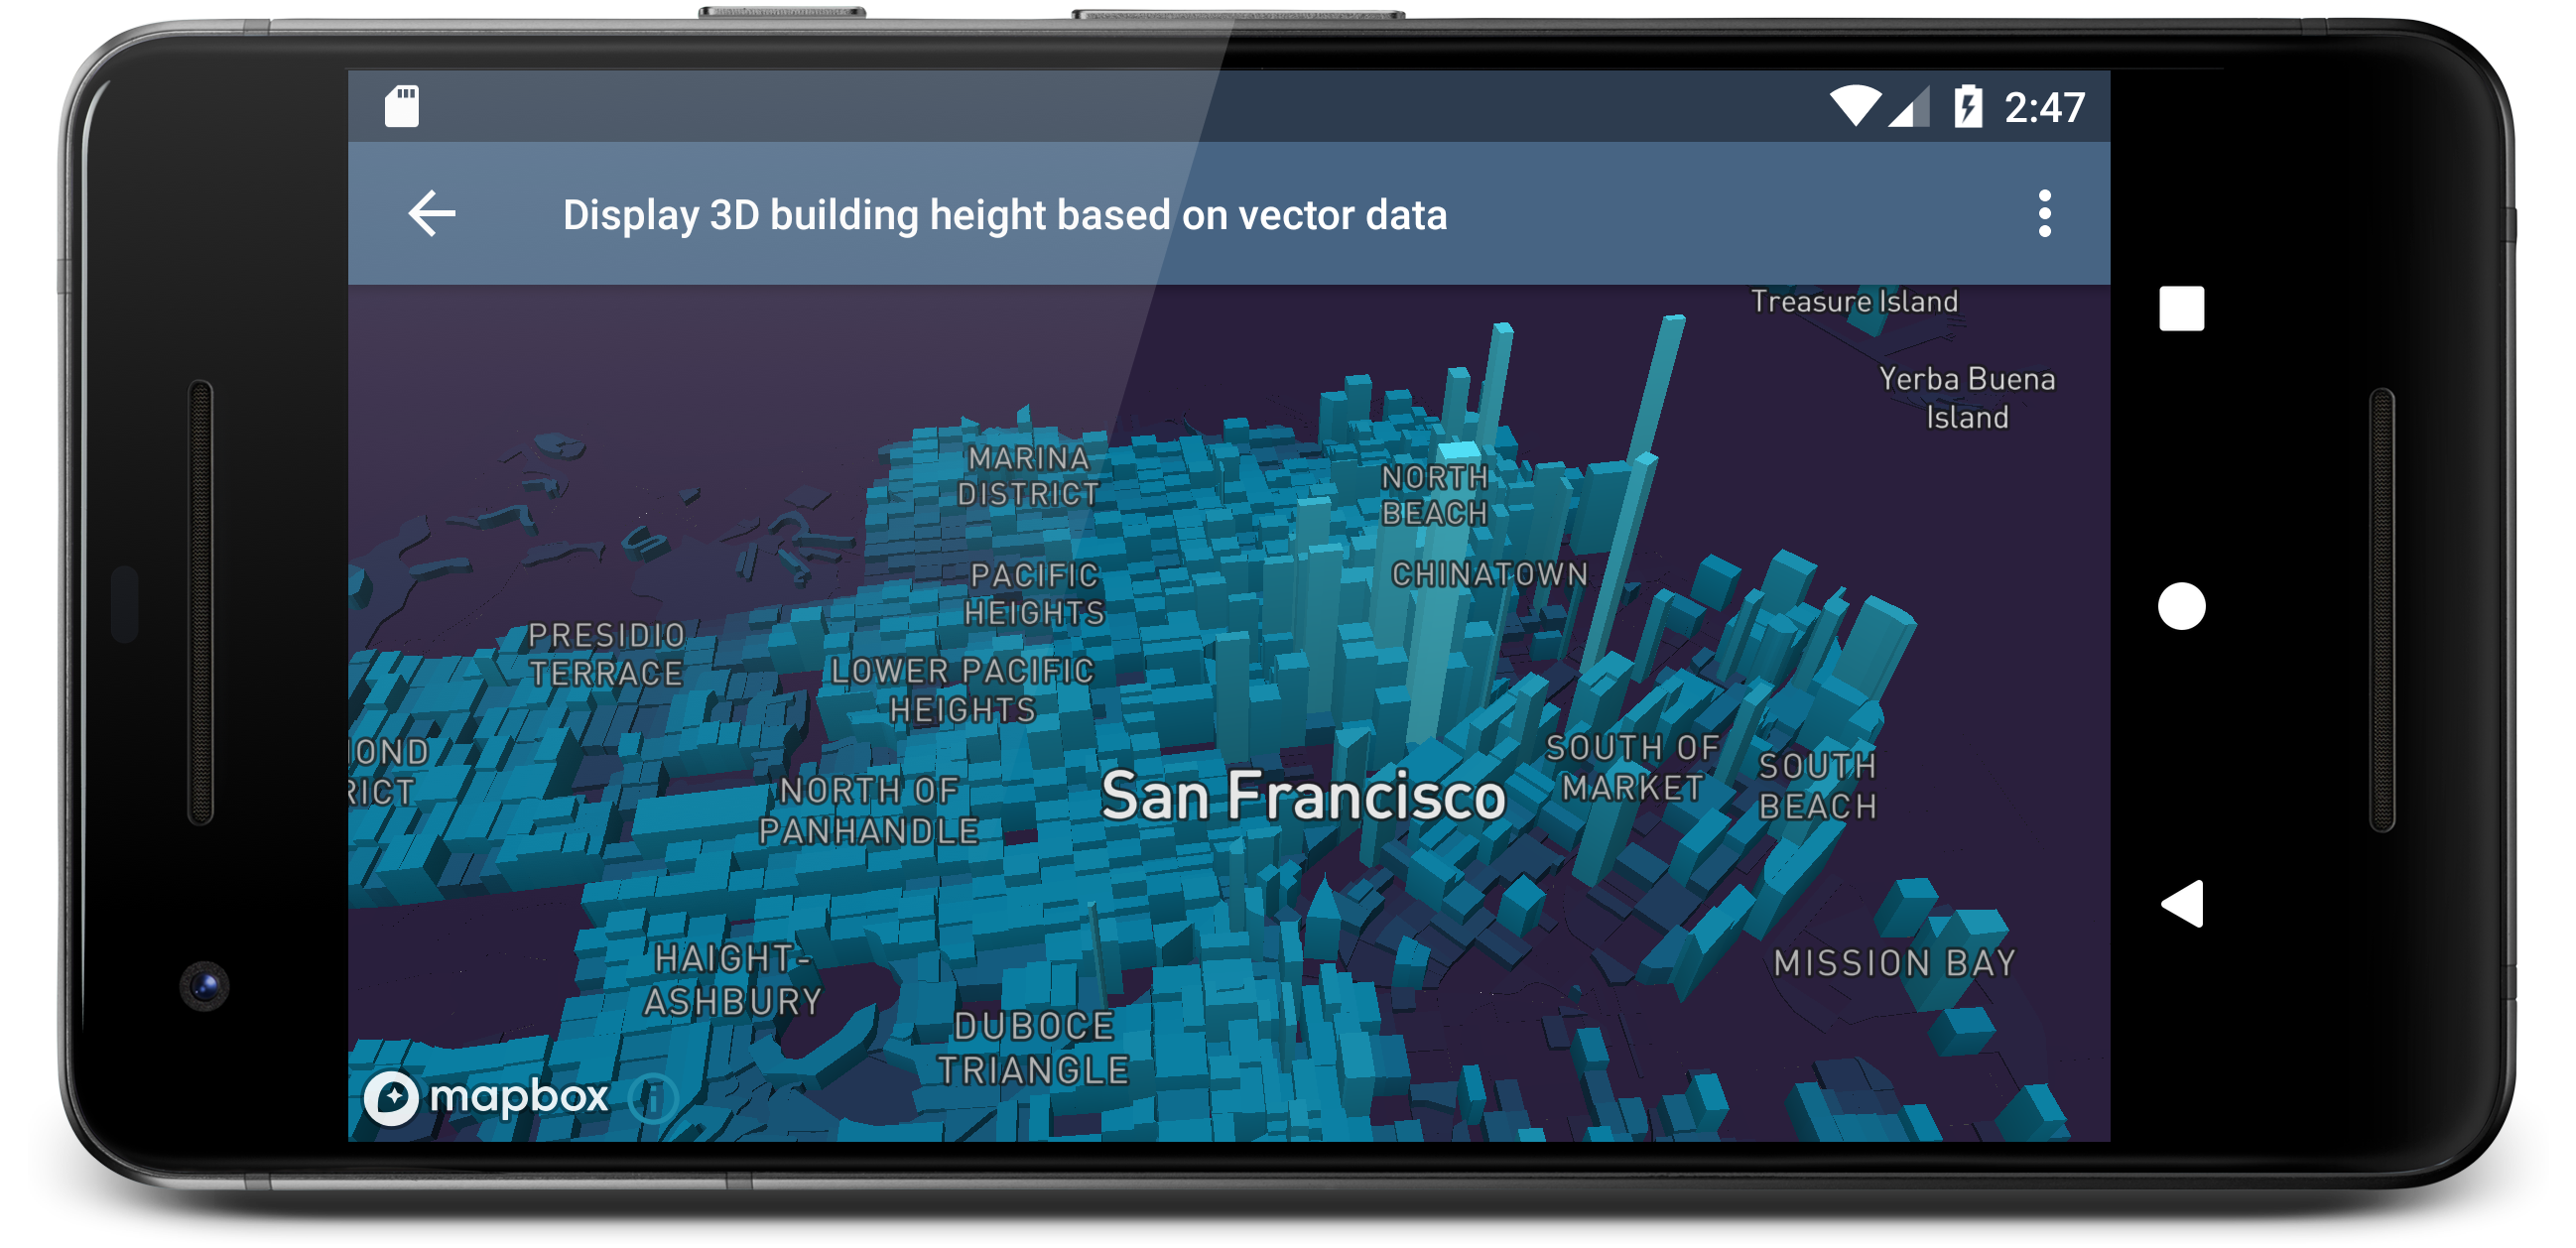 2:47
Display 3D building height based on vector data
Treasure Island
Yerba Buena
Island
MARINA
DISTRICT
NORTH
BEACH
PACIFIC
HEIGHTS
CHINATOWN
PRESIDIO
TERRACE
LOWER PACIFIC
HEIGHTS
OND
RICT
NORTH OF
PANHANDLE
San Francisco
SOUTH OF
MARKET
SOUTH
BEACH
HAIGHT-
ASHBURY
MISSION BAY
DUBOCE
TRIANGLE
mapbox